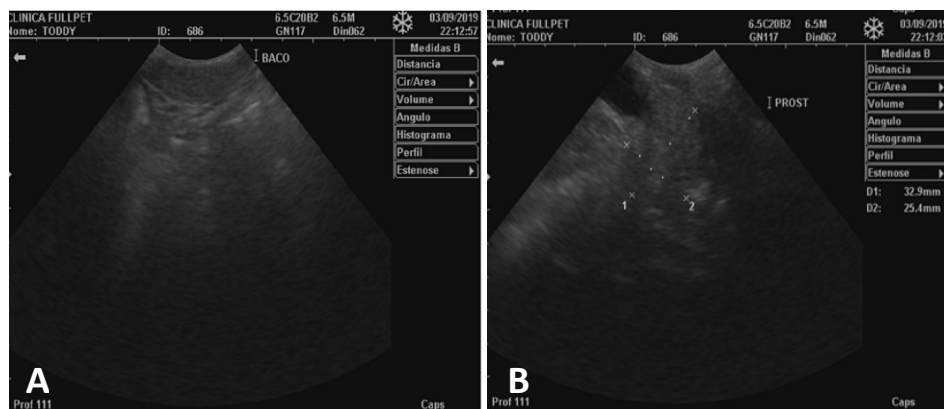 CLINICA FULLPET 6.5C20B2 6.5M 03/09/2019
Nome: TODDY ID: 686 GN117 Din062 22:12:57
BACO
Medidas B
Distancia
Cir/Area
Volume
Angulo
Histograma
Perfil
Estenose
A
Prof 111 Caps
CLINICA FULLPET 6.5C20B2 6.5M 03/09/2019
Nome: TODDY ID: 686 GN117 Din062
PROST
Medidas B
Distancia
Cir/Area
Volume
Angulo
Histograma
Perfil
Estenose
D1: 32.9mm
D2: 25.4mm
1
2
B
Prof 111 Caps